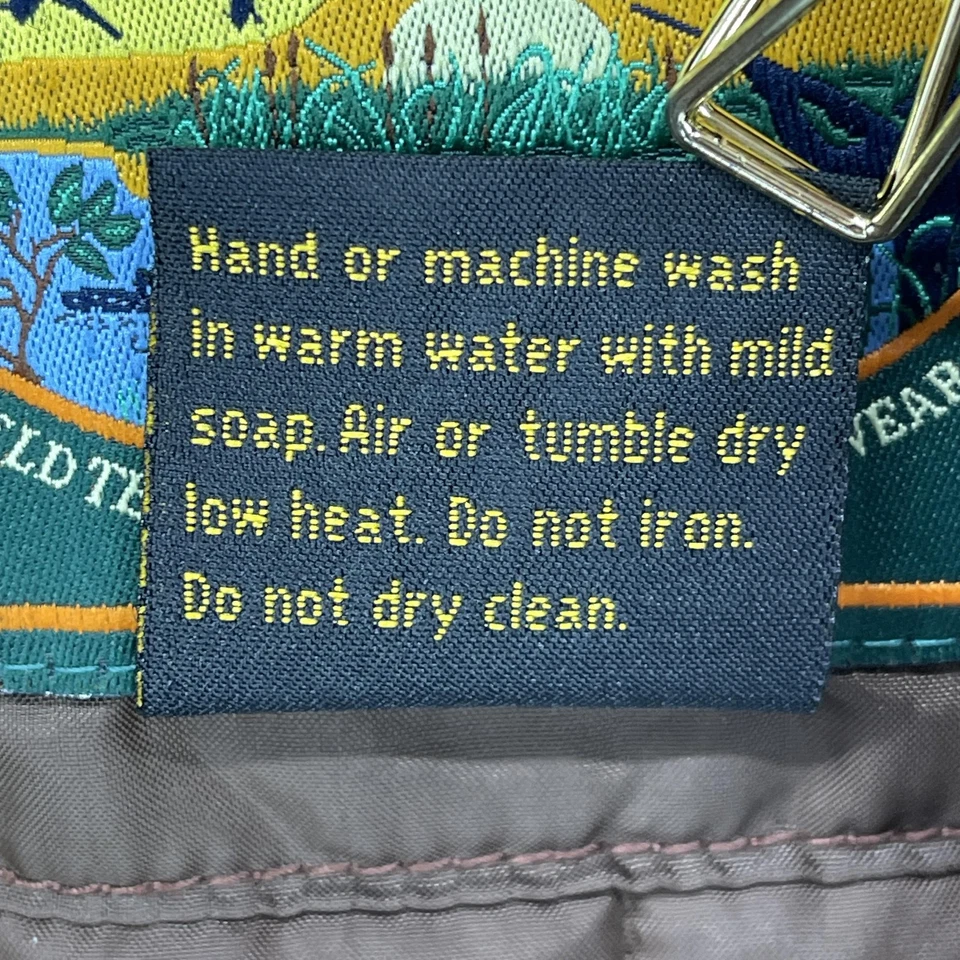 Hand or machine wash
in warm water with mild
soap. Air or tumble dry
low heat. Do not iron.
Do not dry clean.